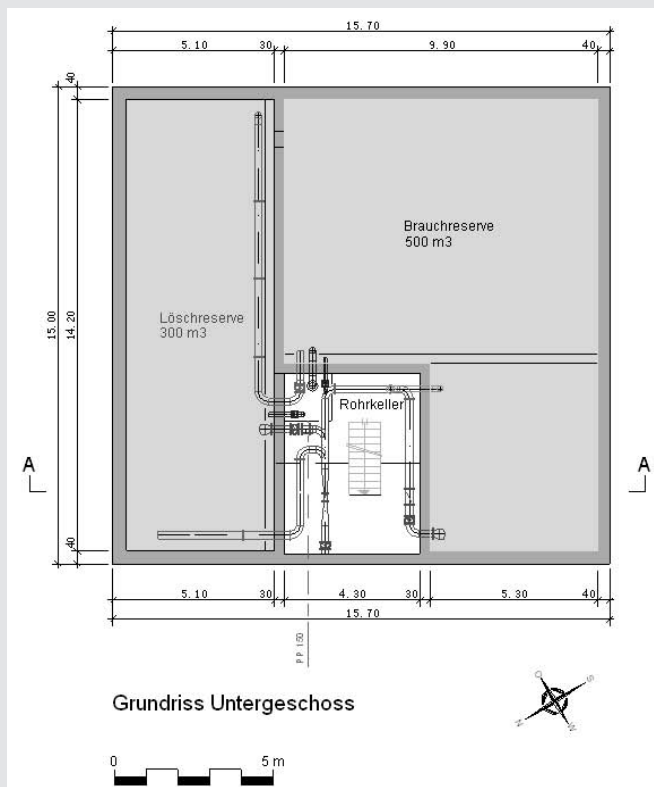 15.70
5.10 30 9.90 40
40
Brauchreserve
500 m3
15.00
14.20
Löschreserve
300 m3
Rohrkeller
A A
40
5.10 30 4.30 30 5.30 40
15.70
PP 150
Grundriss Untergeschoss
O S
N W
0 5 m